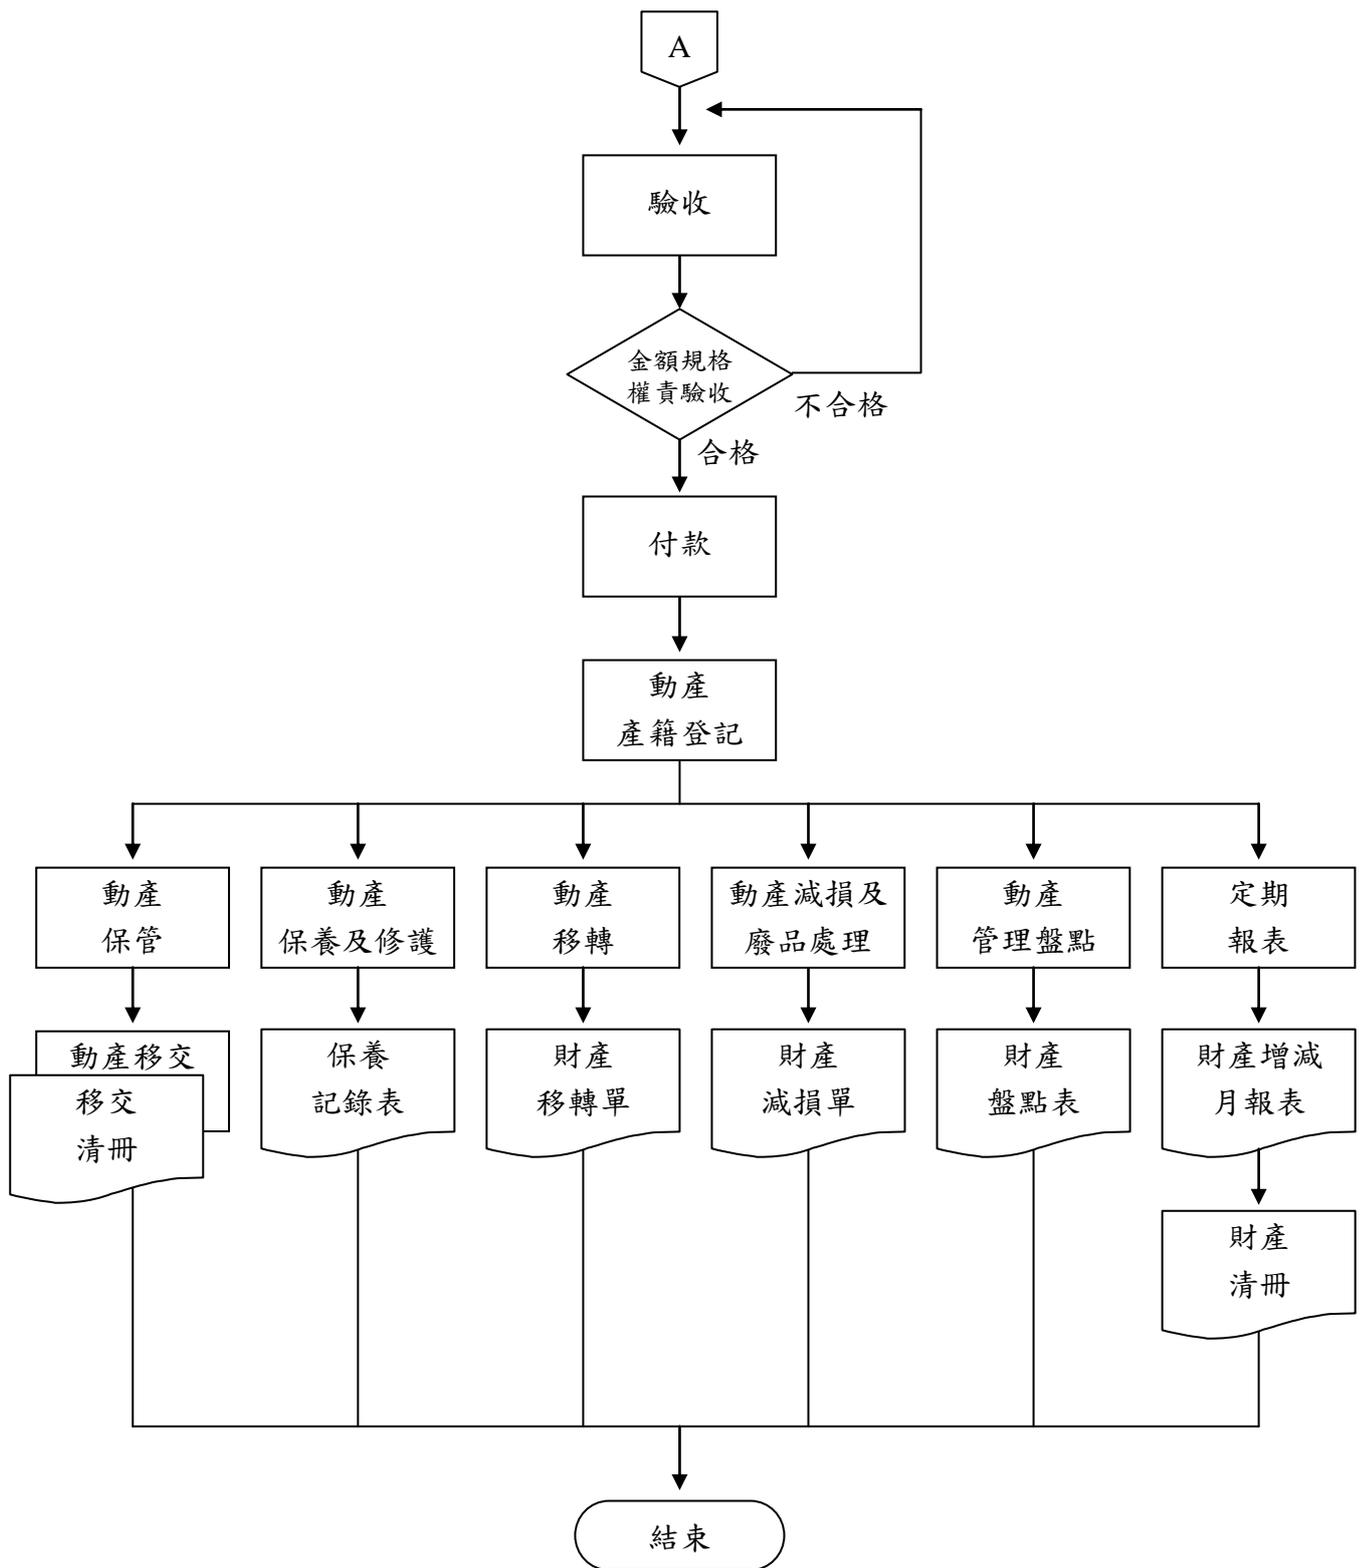 A
驗收
金額規格
權責驗收
不合格
合格
付款
動產
產籍登記
動產
保管
動產
保養及修護
動產
移轉
動產減損及
廢品處理
動產
管理盤點
定期
報表
動產移交
移交
清冊
保養
記錄表
財產
移轉單
財產
減損單
財產
盤點表
財產增減
月報表
財產
清冊
結束